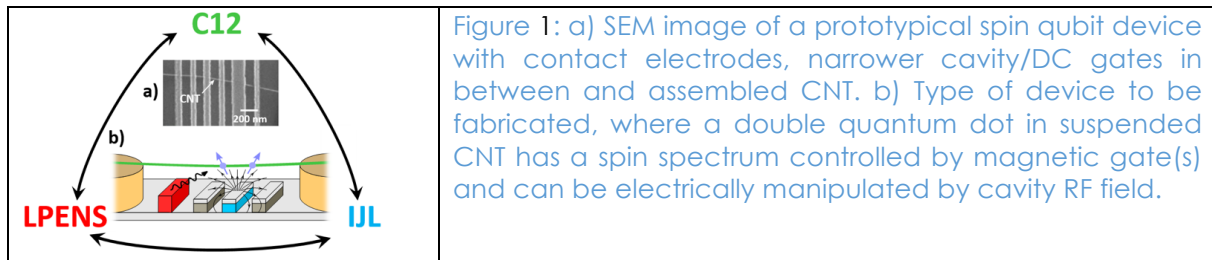 C12
a)
CNT
200 nm
b)
LPENS
IJL
Figure 1: a) SEM image of a prototypical spin qubit device
with contact electrodes, narrower cavity/DC gates in
between and assembled CNT. b) Type of device to be
fabricated, where a double quantum dot in suspended
CNT has a spin spectrum controlled by magnetic gate(s)
and can be electrically manipulated by cavity RF field.